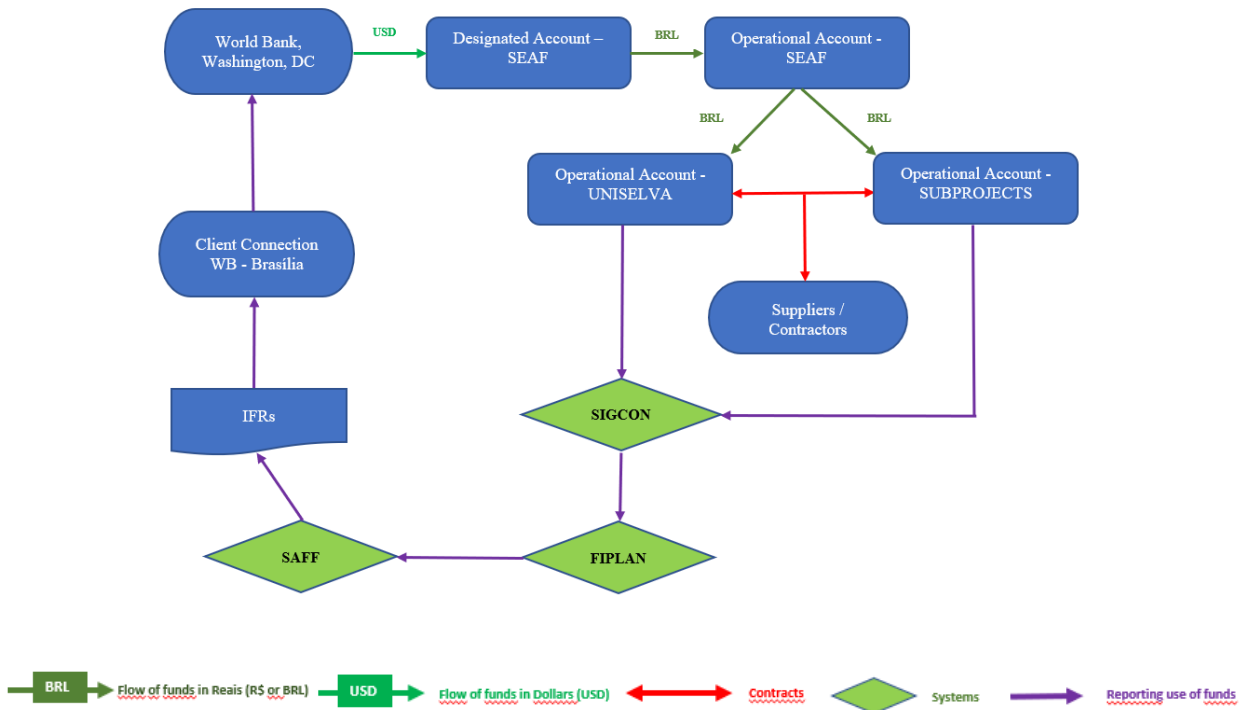 World Bank,
Washington, DC
USD
Designated Account –
SEAF
BRL
Operational Account -
SEAF
BRL
BRL
Operational Account -
UNISELVA
Operational Account -
SUBPROJECTS
Client Connection
WB - Brasília
Suppliers /
Contractors
IFRs
SIGCON
SAFF
FIPLAN
BRL
Flow of funds in Reais (R$ or BRL)
USD
Flow of funds in Dollars (USD)
Contracts
Systems
Reporting use of funds